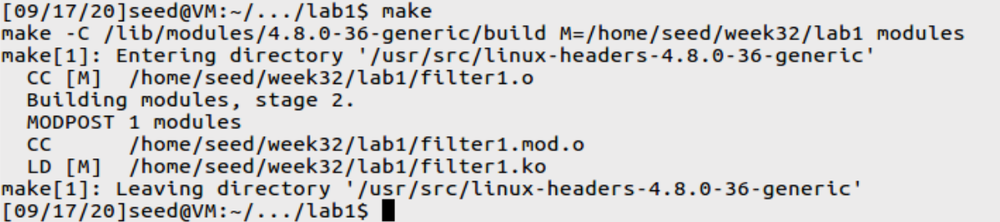 [09/17/20]seed@VM:~/.../lab1$ make
make -C /lib/modules/4.8.0-36-generic/build M=/home/seed/week32/lab1 modules
make[1]: Entering directory '/usr/src/linux-headers-4.8.0-36-generic'
  CC [M]  /home/seed/week32/lab1/filter1.o
  Building modules, stage 2.
  MODPOST 1 modules
  CC      /home/seed/week32/lab1/filter1.mod.o
  LD [M]  /home/seed/week32/lab1/filter1.ko
make[1]: Leaving directory '/usr/src/linux-headers-4.8.0-36-generic'
[09/17/20]seed@VM:~/.../lab1$